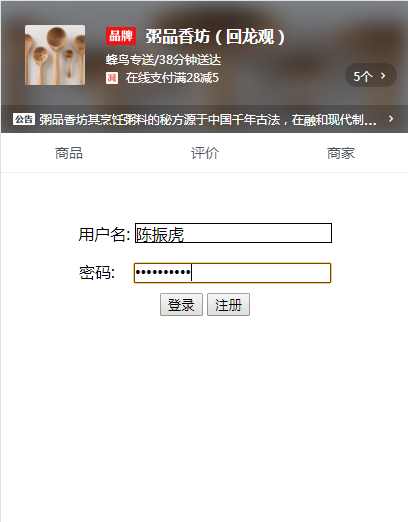 品牌 粥品香坊（回龙观）
蜂鸟专送/38分钟送达
减 在线支付满28减5
5个 >
公告 粥品香坊其烹饪粥料的秘方源于中国千年古法，在融和现代制... >
商品 评价 商家
用户名: 陈振虎
密码: ••••••••••
登录 注册